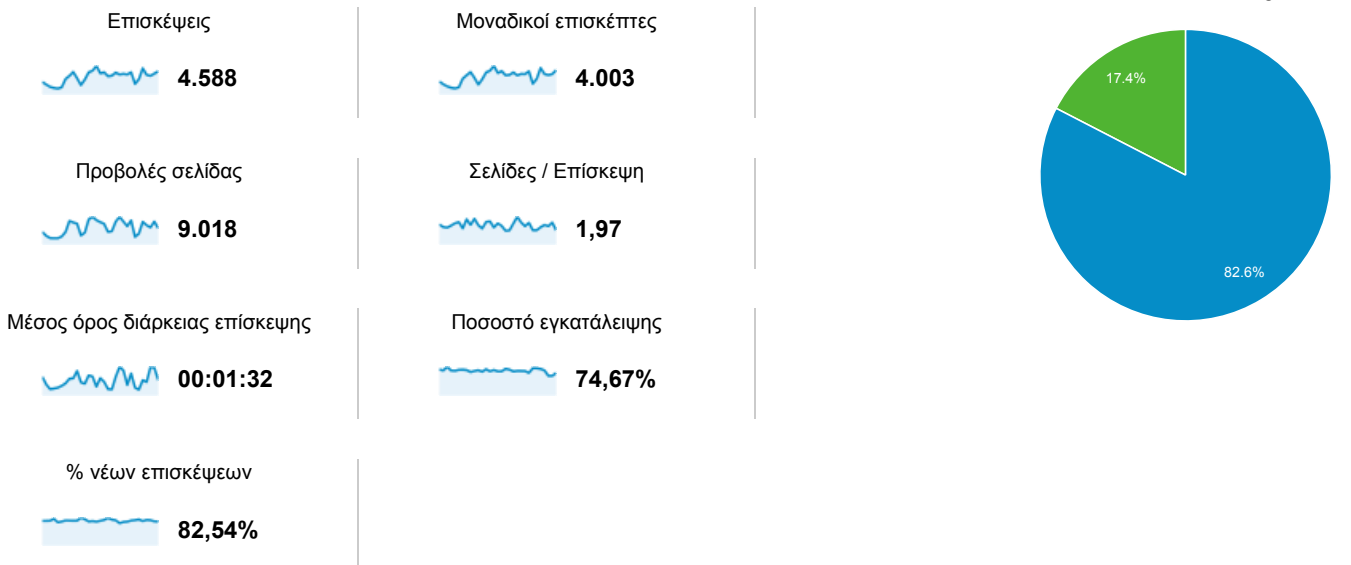 Επισκέψεις
4.588
Μοναδικοί επισκέπτες
4.003
Προβολές σελίδας
9.018
Σελίδες / Επίσκεψη
1,97
Μέσος όρος διάρκειας επίσκεψης
00:01:32
Ποσοστό εγκατάλειψης
74,67%
% νέων επισκέψεων
82,54%
17.4%
82.6%